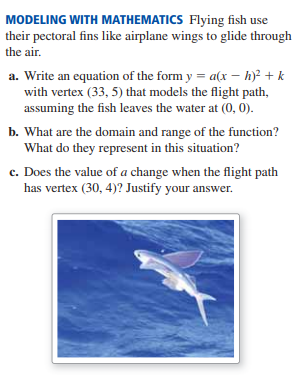 MODELING WITH MATHEMATICS Flying fish use
their pectoral fins like airplane wings to glide through
the air.
a. Write an equation of the form y = a(x − h)² + k
with vertex (33, 5) that models the flight path,
assuming the fish leaves the water at (0, 0).
b. What are the domain and range of the function?
What do they represent in this situation?
c. Does the value of a change when the flight path
has vertex (30, 4)? Justify your answer.